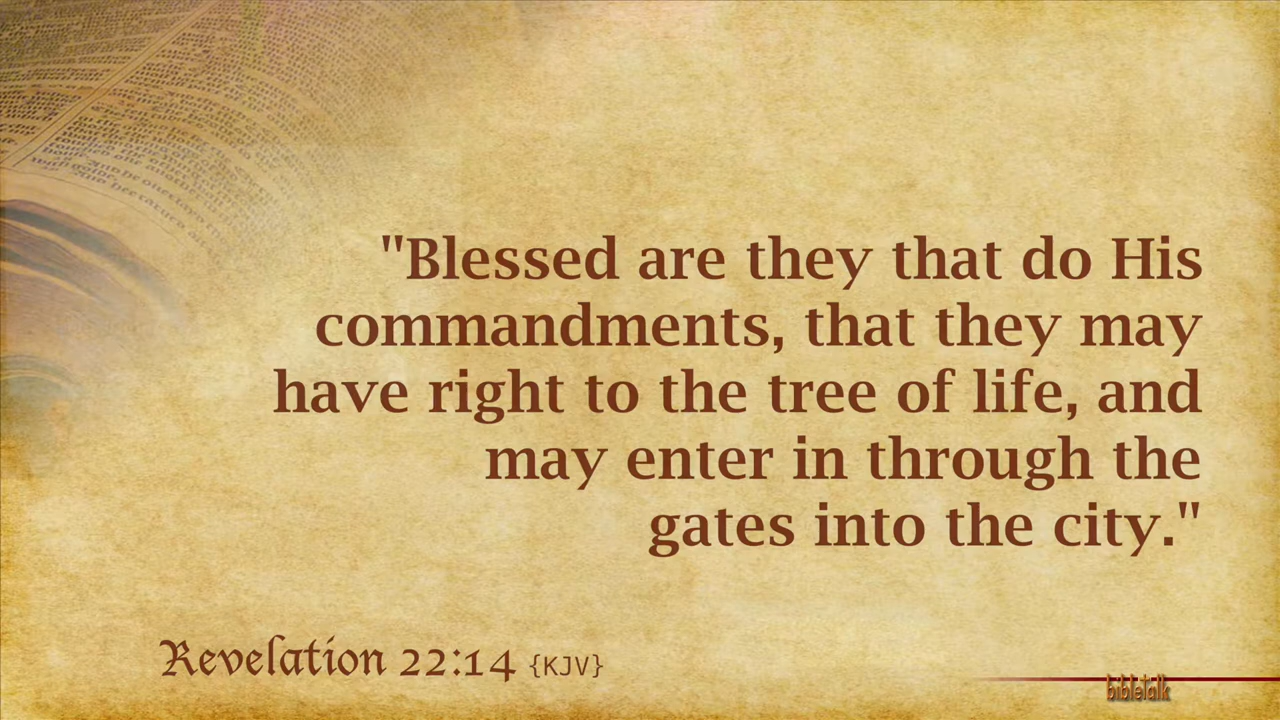 "Blessed are they that do His
commandments, that they may
have right to the tree of life, and
may enter in through the
gates into the city."
Revelation 22:14 {KJV}
bibletalk